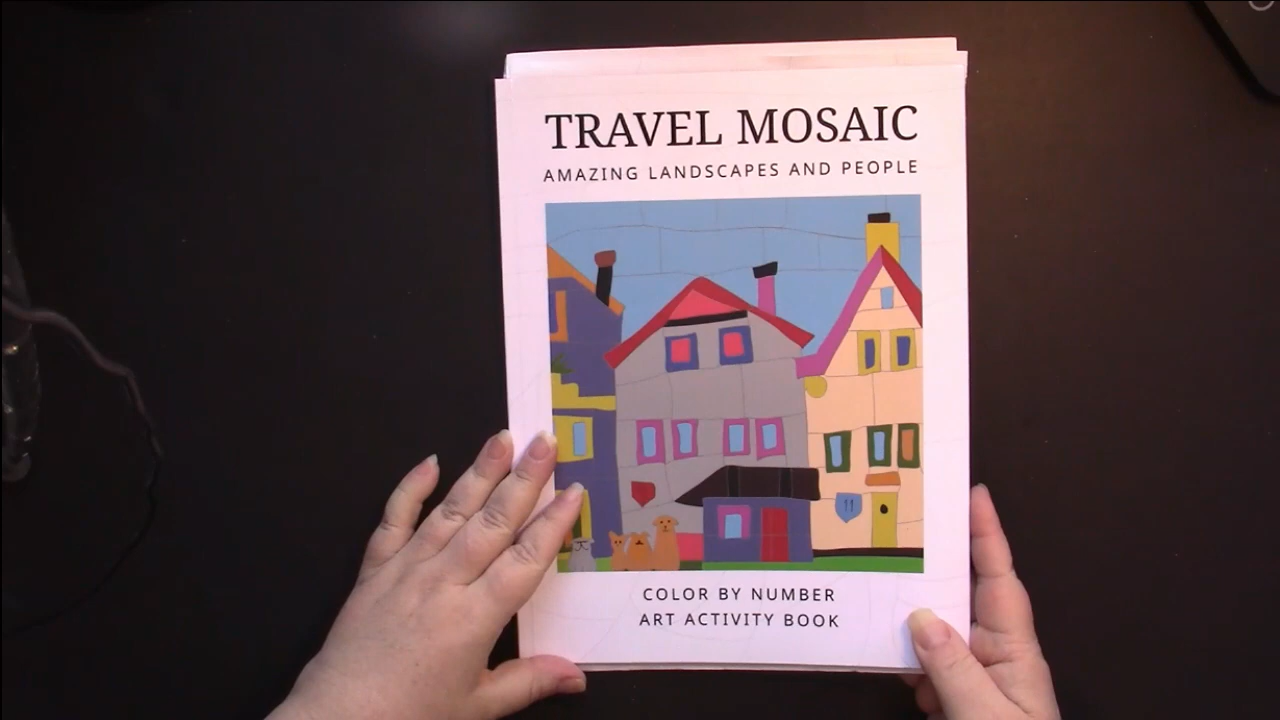 TRAVEL MOSAIC
AMAZING LANDSCAPES AND PEOPLE
COLOR BY NUMBER
ART ACTIVITY BOOK